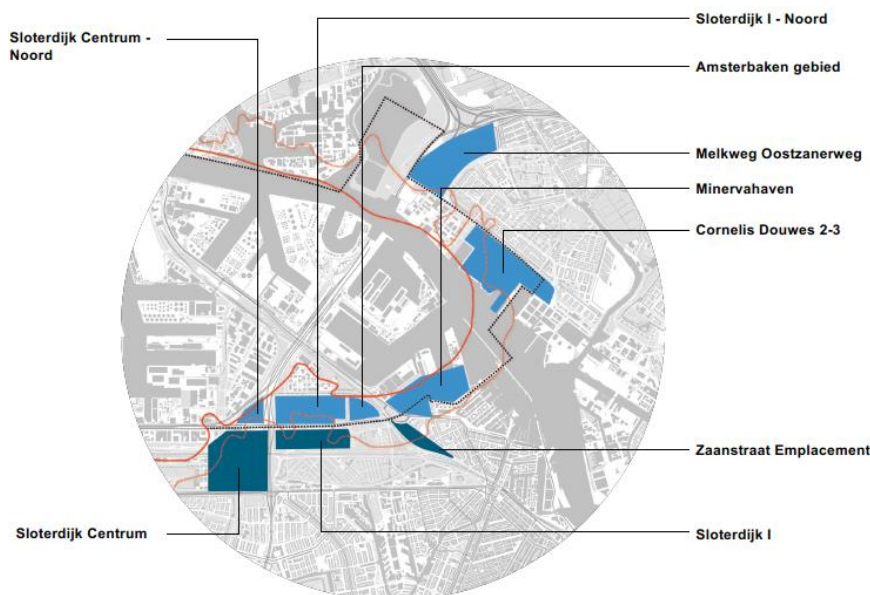 Sloterdijk Centrum -
Noord
Sloterdijk I - Noord
Amsterbaken gebied
Melkweg Oostzanerweg
Minervahaven
Cornelis Douwes 2-3
Zaanstraat Emplacement
Sloterdijk Centrum
Sloterdijk I